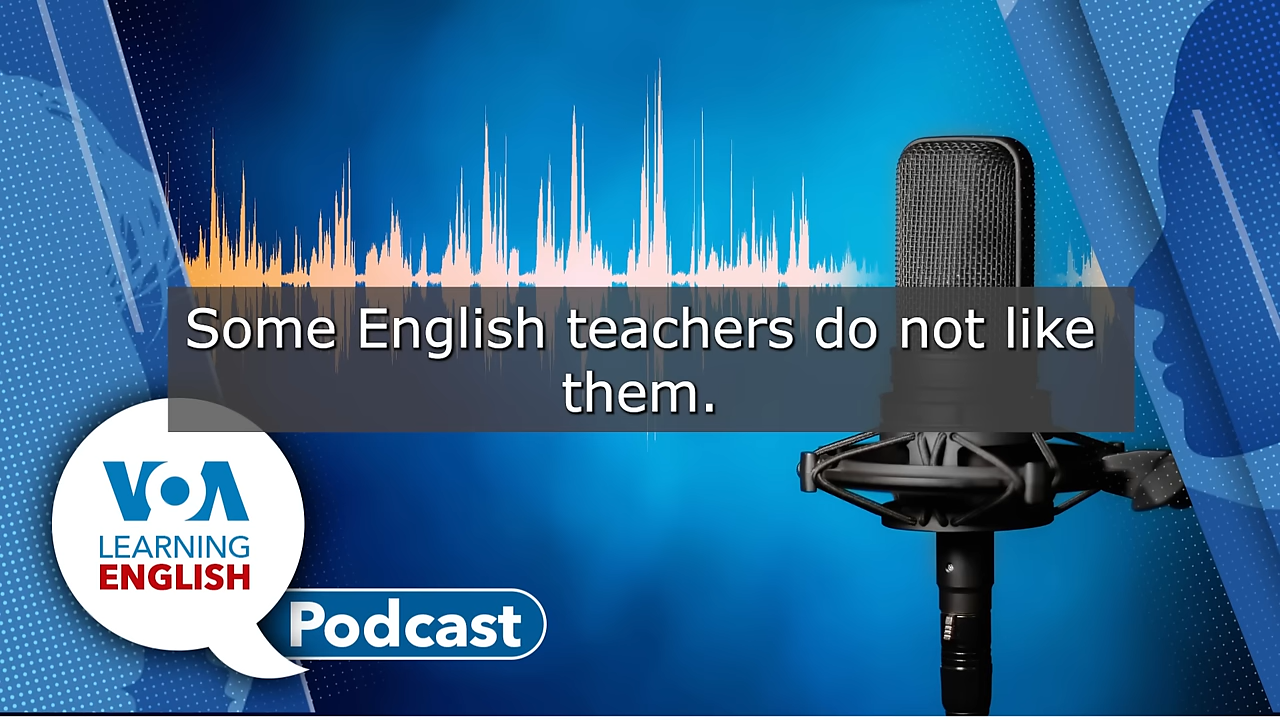 Some English teachers do not like
them.
VOA
LEARNING
ENGLISH
Podcast